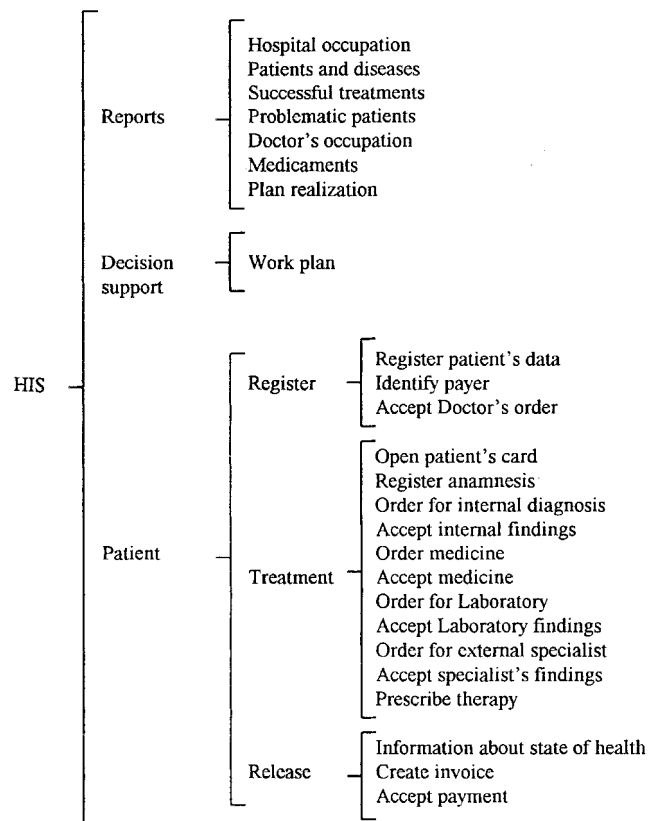 Hospital occupation
Patients and diseases
Successful treatments
Reports
Problematic patients
Doctor's occupation
Medicaments
Plan realization
Decision
support
Work plan
HIS
Patient
Register
Register patient's data
Identify payer
Accept Doctor's order
Treatment
Open patient's card
Register anamnesis
Order for internal diagnosis
Accept internal findings
Order medicine
Accept medicine
Order for Laboratory
Accept Laboratory findings
Order for external specialist
Accept specialist's findings
Prescribe therapy
Release
Information about state of health
Create invoice
Accept payment